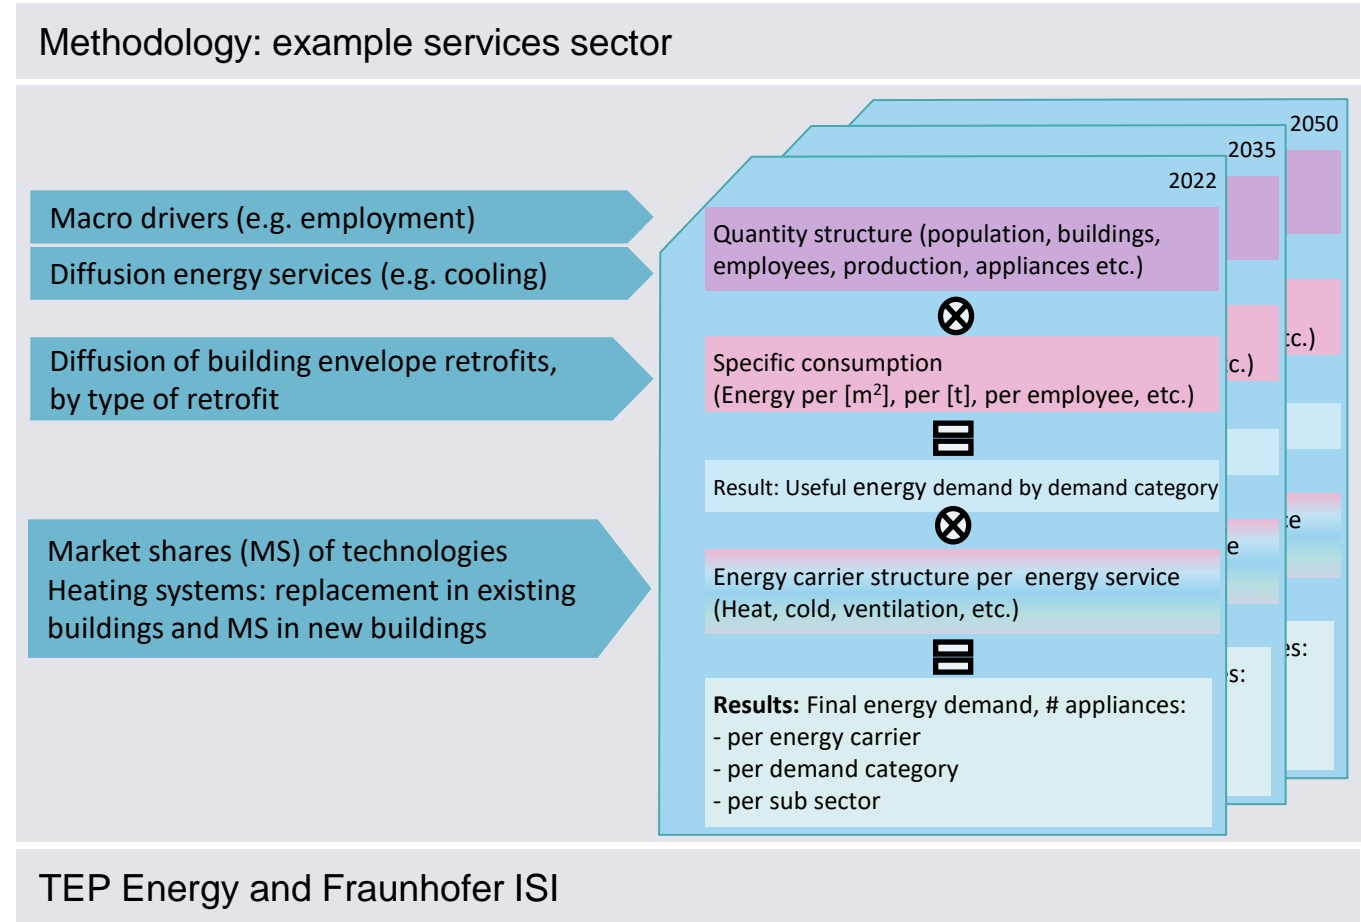 Methodology: example services sector
2050
2035
2022
Macro drivers (e.g. employment)
Diffusion energy services (e.g. cooling)
Diffusion of building envelope retrofits,
by type of retrofit
Market shares (MS) of technologies
Heating systems: replacement in existing
buildings and MS in new buildings
Quantity structure (population, buildings,
employees, production, appliances etc.)
Specific consumption
(Energy per [m²], per [t], per employee, etc.)
Result: Useful energy demand by demand category
Energy carrier structure per energy service
(Heat, cold, ventilation, etc.)
Results: Final energy demand, # appliances:
- per energy carrier
- per demand category
- per sub sector
TEP Energy and Fraunhofer ISI